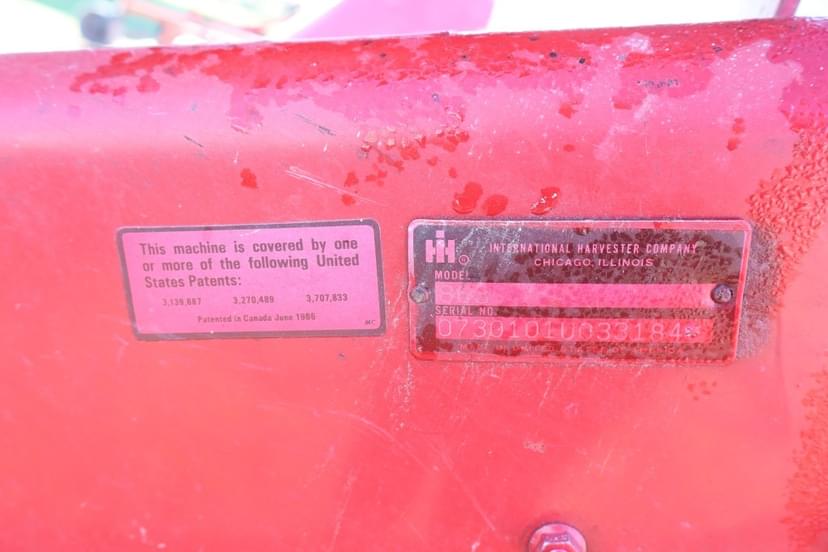 This machine is covered by one
or more of the following United
States Patents:
3,139,887 3,270,489 3,707,833
Patented in Canada June 1966
IH ®
INTERNATIONAL HARVESTER COMPANY
CHICAGO, ILLINOIS
MODEL
SERIAL NO.
0730101U033184*